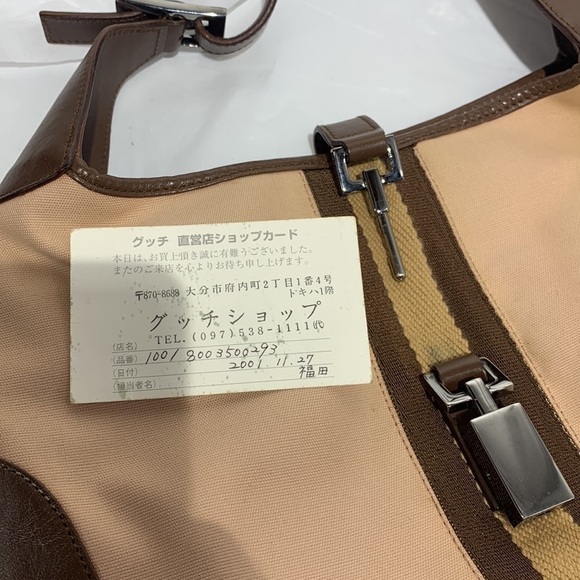 グッチ 直営店ショップカード
本日は、お買上頂き誠に有難うございました。
またのご来店を心よりお待ち申し上げます。
〒870-8688 大分市府内町2丁目1番4号
トキハ1階
グッチショップ
TEL.(097)538-1111代
(店名)
(品番) 1001 8003500293
(日付) 2001.11.27
(担当者名) 福田